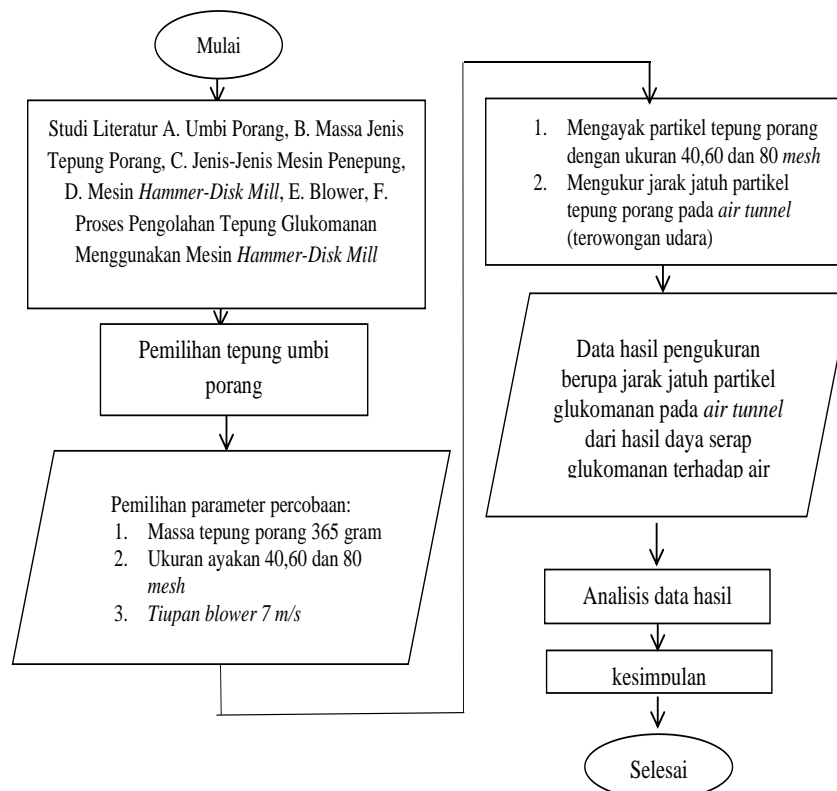 Mulai
Studi Literatur A. Umbi Porang, B. Massa Jenis
Tepung Porang, C. Jenis-Jenis Mesin Penepung,
D. Mesin Hammer-Disk Mill, E. Blower, F.
Proses Pengolahan Tepung Glukomanan
Menggunakan Mesin Hammer-Disk Mill
Pemilihan tepung umbi
porang
Pemilihan parameter percobaan:
1. Massa tepung porang 365 gram
2. Ukuran ayakan 40,60 dan 80
mesh
3. Tiupan blower 7 m/s
1. Mengayak partikel tepung porang
dengan ukuran 40,60 dan 80 mesh
2. Mengukur jarak jatuh partikel
tepung porang pada air tunnel
(terowongan udara)
Data hasil pengukuran
berupa jarak jatuh partikel
glukomanan pada air tunnel
dari hasil daya serap
glukomanan terhadap air
Analisis data hasil
kesimpulan
Selesai